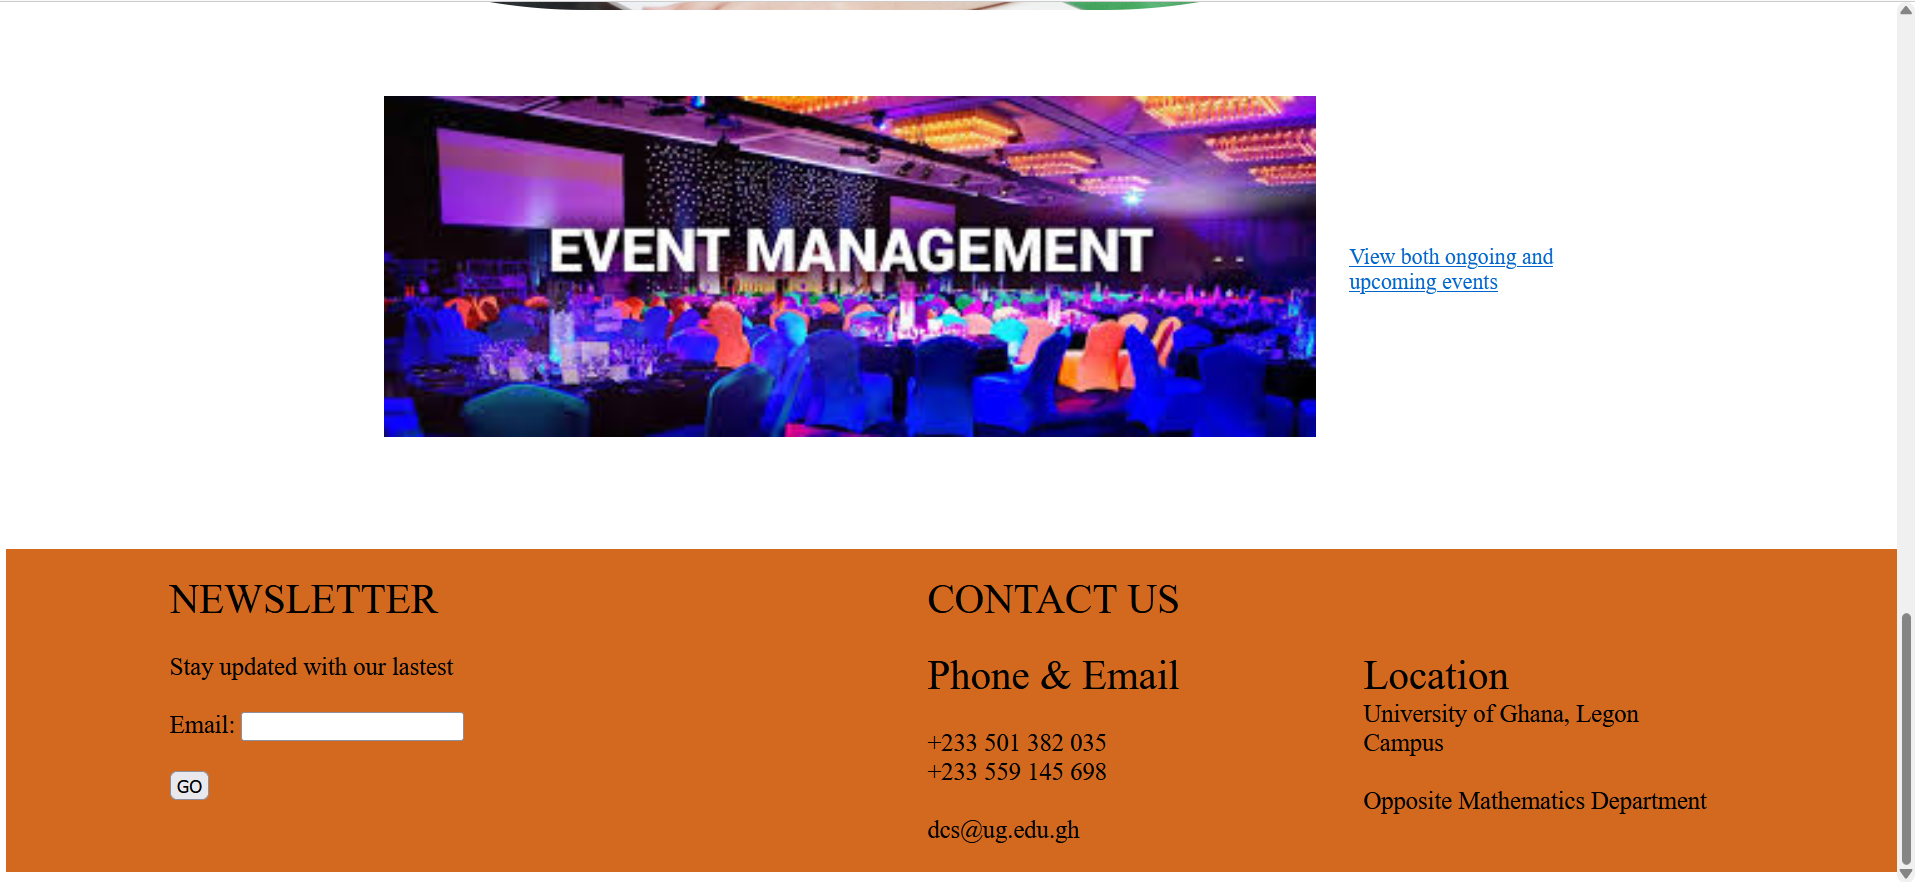 EVENT MANAGEMENT
View both ongoing and
upcoming events
NEWSLETTER
Stay updated with our lastest
Email:
GO
CONTACT US
Phone & Email
+233 501 382 035
+233 559 145 698
dcs@ug.edu.gh
Location
University of Ghana, Legon
Campus
Opposite Mathematics Department